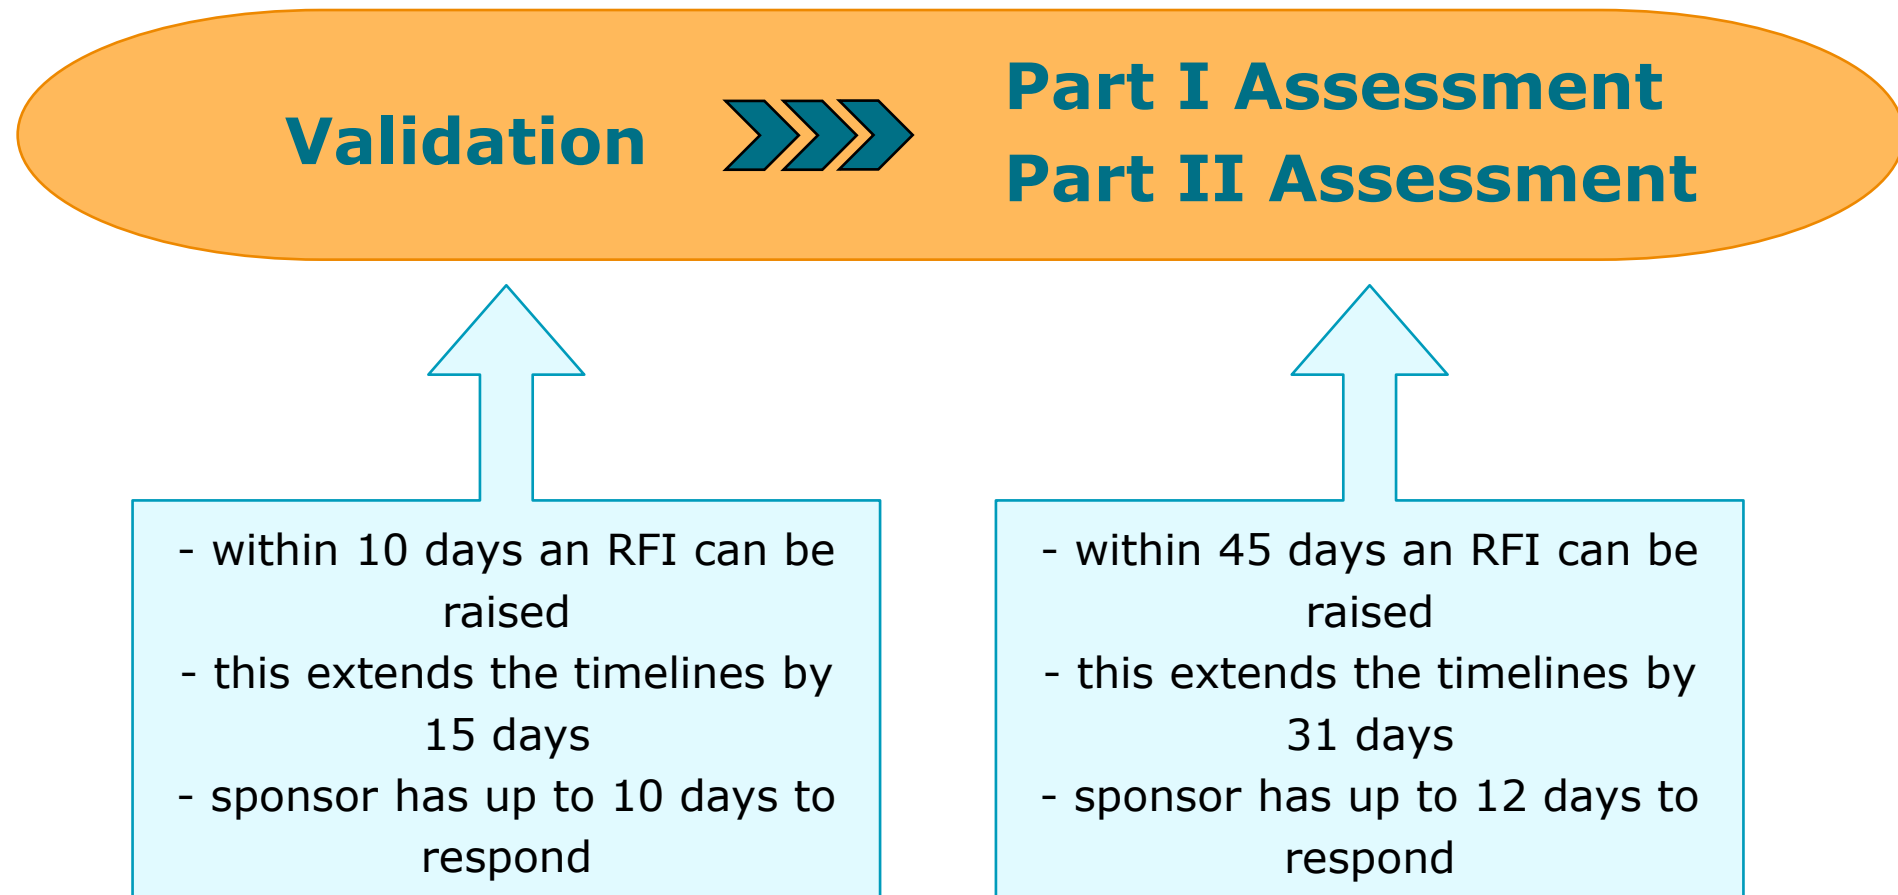 Validation
Part I Assessment
Part II Assessment
- within 10 days an RFI can be
raised
- this extends the timelines by
15 days
- sponsor has up to 10 days to
respond
- within 45 days an RFI can be
raised
- this extends the timelines by
31 days
- sponsor has up to 12 days to
respond